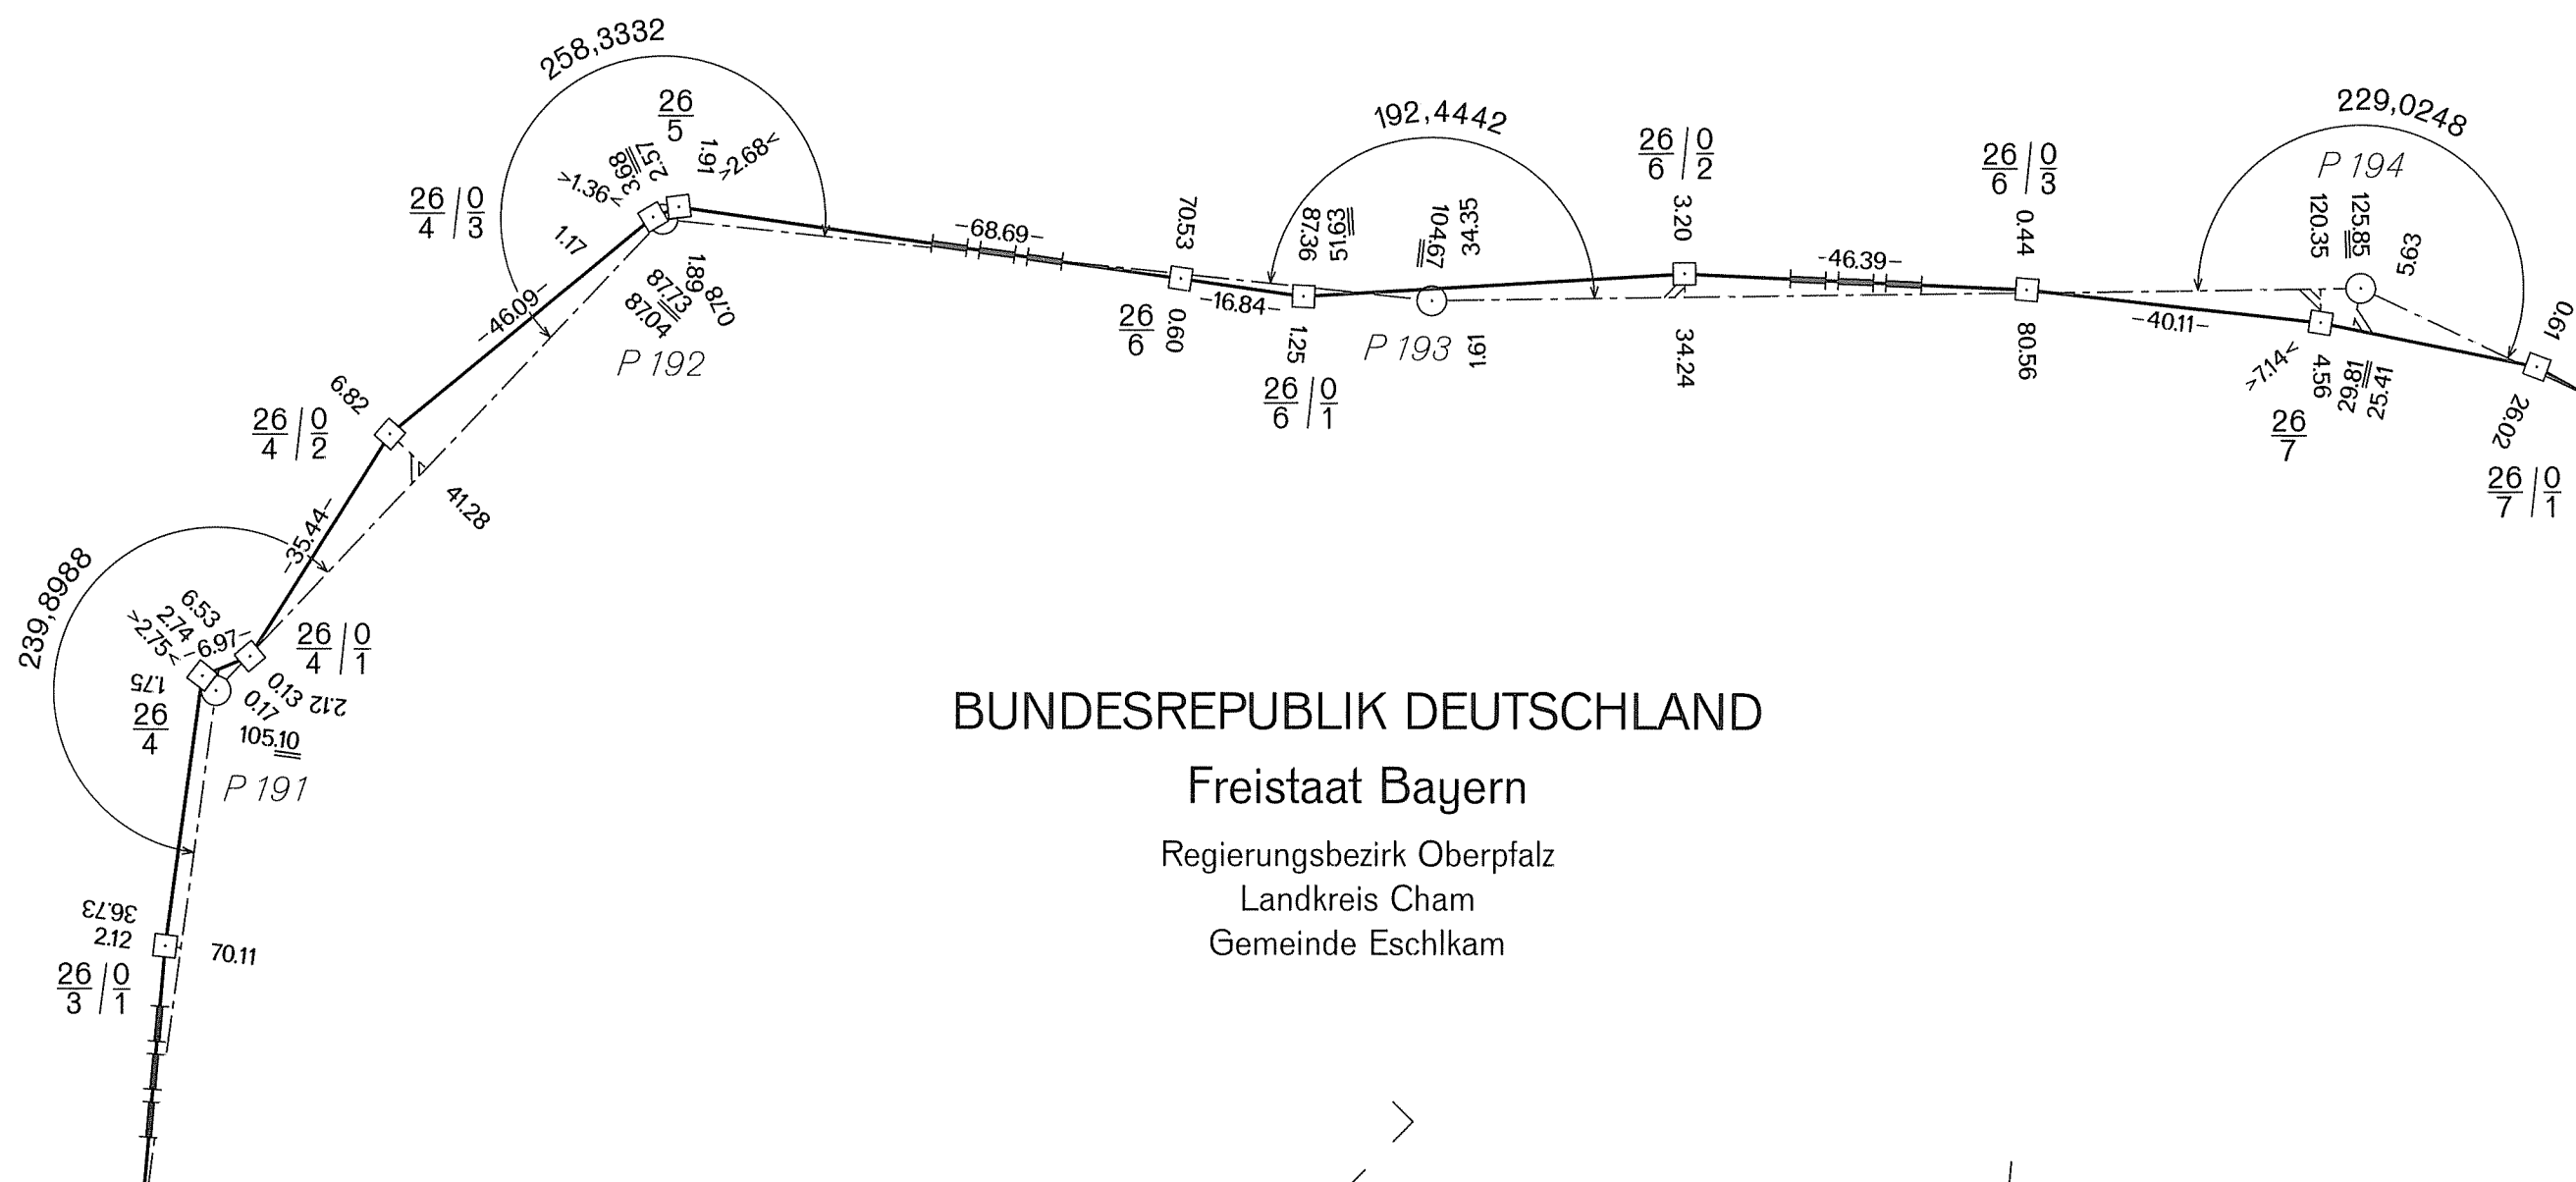 258,3332
26
5
1.91
>2.68<
2.57
3.68
>1.36<
26 | 0
4 | 3
1.17
-46.09-
1.89
0.78
87.73
87.04
P 192
6.82
26 | 0
4 | 2
-35.44-
41.28
239,8988
6.53
2.74
>2.75<
6.97
26 | 0
4 | 1
1.75
26
4
0.13
0.17
2.12
105.10
P 191
36.73
2.12
26 | 0
3 | 1
70.11
-68.69-
70.53
26
6
0.60
-16.84-
192,4442
87.36
51.93
104.67
34.35
1.25
26 | 0
6 | 1
P 193
1.61
26 | 0
6 | 2
3.20
34.24
-46.39-
26 | 0
6 | 3
0.44
80.56
-40.11-
229,0248
P 194
120.35
125.85
5.63
>7.14<
4.56
29.81
25.41
26
7
0.61
26.02
26 | 0
7 | 1
BUNDESREPUBLIK DEUTSCHLAND
Freistaat Bayern
Regierungsbezirk Oberpfalz
Landkreis Cham
Gemeinde Eschlkam